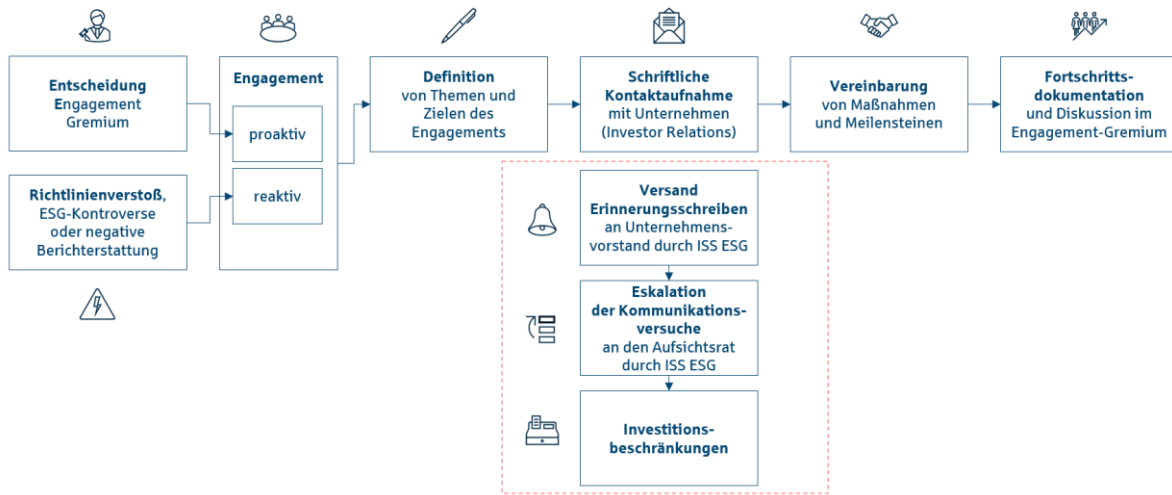 Entscheidung
Engagement
Gremium
Richtlinienverstoß,
ESG-Kontroverse
oder negative
Berichterstattung
Engagement
proaktiv
reaktiv
Definition
von Themen und
Zielen des
Engagements
Schriftliche
Kontaktaufnahme
mit Unternehmen
(Investor Relations)
Vereinbarung
von Maßnahmen
und Meilensteinen
Fortschritts-
dokumentation
und Diskussion im
Engagement-Gremium
Versand
Erinnerungsschreiben
an Unternehmens-
vorstand durch ISS ESG
Eskalation
der Kommunikations-
versuche
an den Aufsichtsrat
durch ISS ESG
Investitions-
beschränkungen